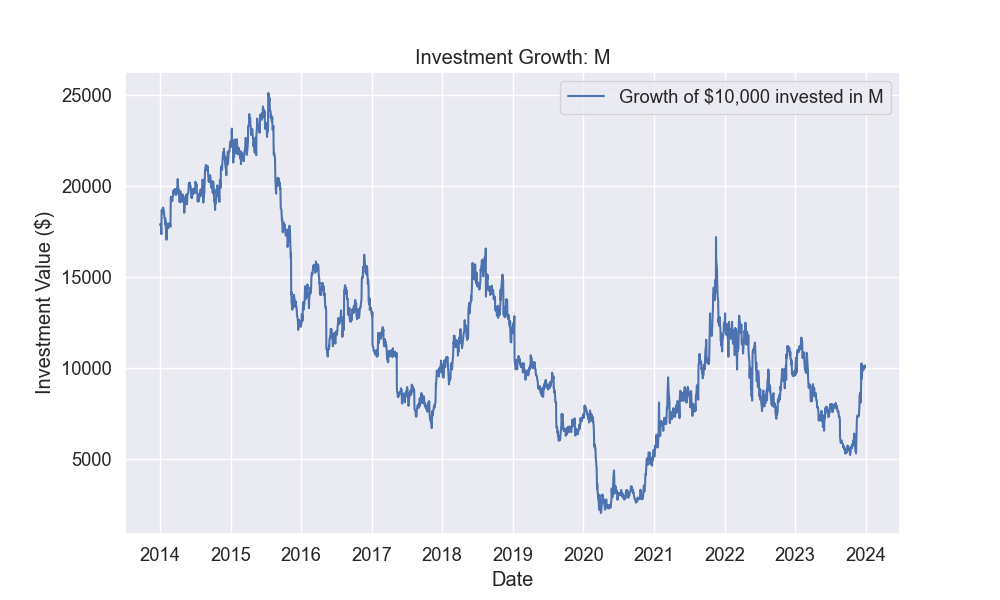 Investment Growth: M
Growth of $10,000 invested in M
Investment Value ($)
25000
20000
15000
10000
5000
2014 2015 2016 2017 2018 2019 2020 2021 2022 2023 2024
Date